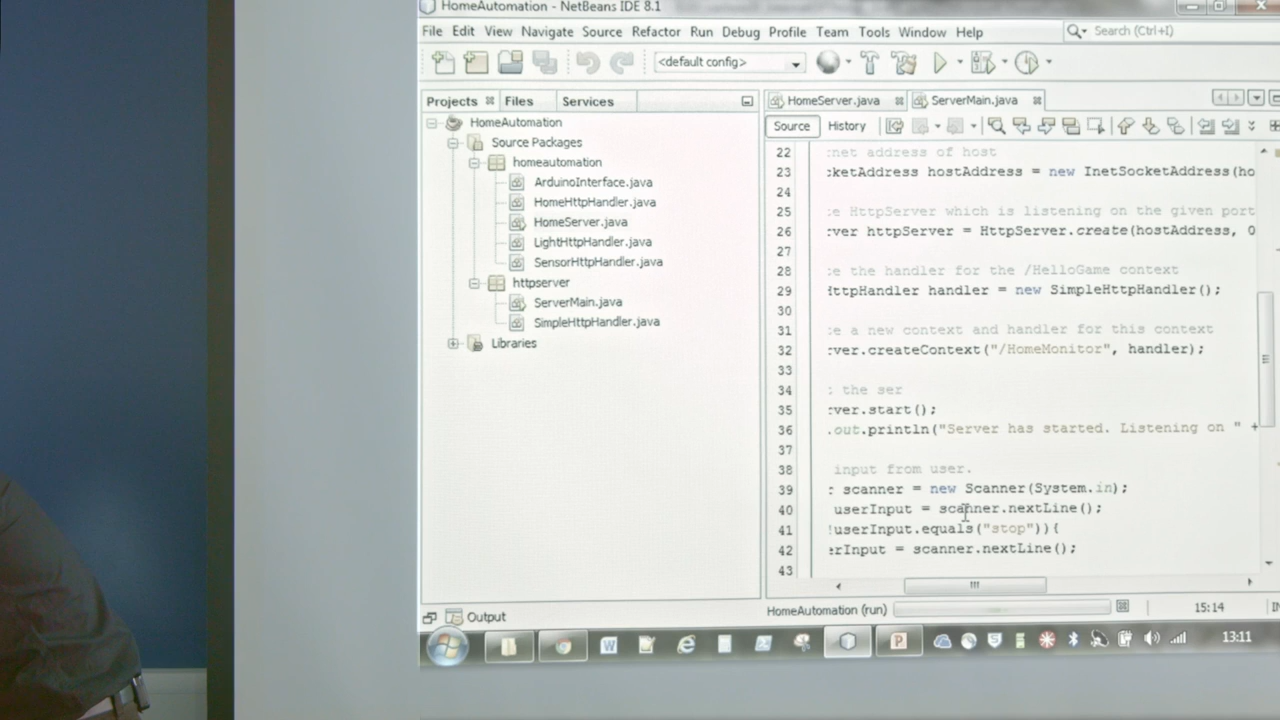 HomeAutomation - NetBeans IDE 8.1
File Edit View Navigate Source Refactor Run Debug Profile Team Tools Window Help
Search (Ctrl+I)
<default config>
Projects Files Services
HomeAutomation
Source Packages
homeautomation
ArduinoInterface.java
HomeHttpHandler.java
HomeServer.java
LightHttpHandler.java
SensorHttpHandler.java
httpserver
ServerMain.java
SimpleHttpHandler.java
Libraries
HomeServer.java ServerMain.java
Source History
22 :net address of host
23 :ketAddress hostAddress = new InetSocketAddress(ho
24
25 :e HttpServer which is listening on the given port
26 :ver httpServer = HttpServer.create(hostAddress, 0
27
28 :e the handler for the /HelloGame context
29 :ttpHandler handler = new SimpleHttpHandler();
30
31 :e a new context and handler for this context
32 :ver.createContext("/HomeMonitor", handler);
33
34 : the ser
35 :ver.start();
36 .out.println("Server has started. Listening on " +
37
38 input from user.
39 : scanner = new Scanner(System.in);
40 userInput = scanner.nextLine();
41 !userInput.equals("stop")){
42 :rInput = scanner.nextLine();
43
Output
HomeAutomation (run)
15:14
IN
13:11